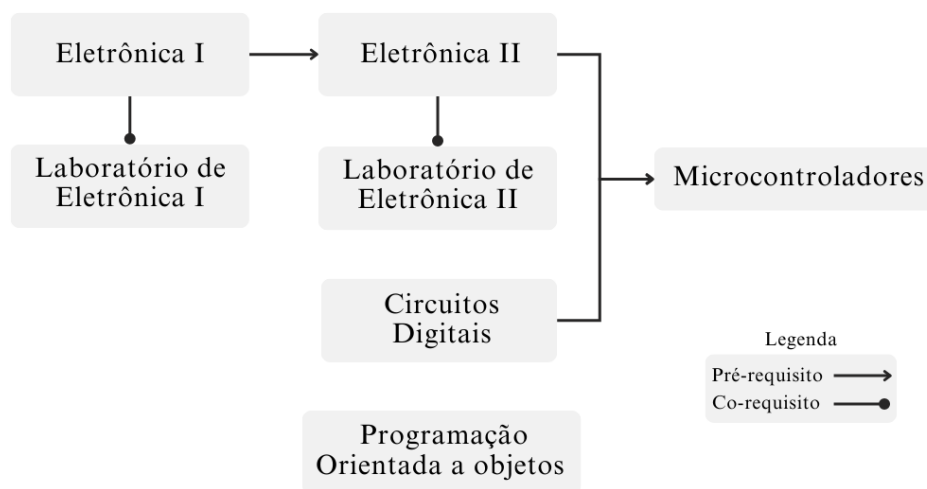 Eletrônica I
Eletrônica II
Laboratório de
Eletrônica I
Laboratório de
Eletrônica II
Microcontroladores
Circuitos
Digitais
Legenda
Pré-requisito
Co-requisito
Programação
Orientada a objetos